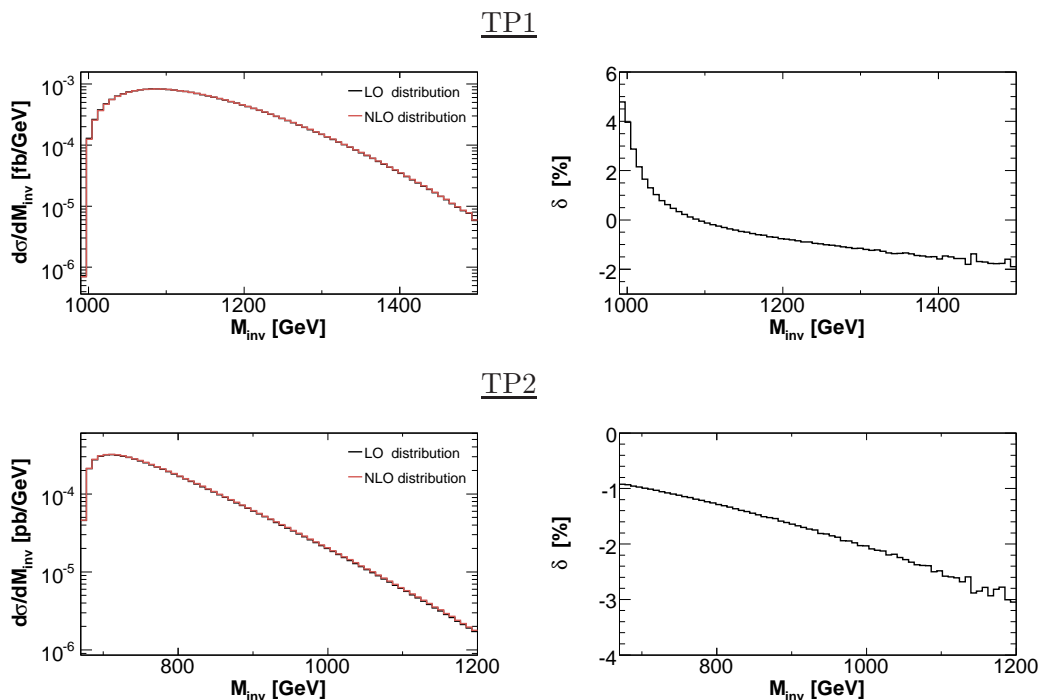 TP1
dσ/dM_inv [fb/GeV]
10^-3
10^-4
10^-5
10^-6
LO distribution
NLO distribution
1000 1200 1400
M_inv [GeV]
δ [%]
6
4
2
0
-2
1000 1200 1400
M_inv [GeV]
TP2
dσ/dM_inv [pb/GeV]
10^-4
10^-5
10^-6
LO distribution
NLO distribution
800 1000 1200
M_inv [GeV]
δ [%]
0
-1
-2
-3
-4
800 1000 1200
M_inv [GeV]